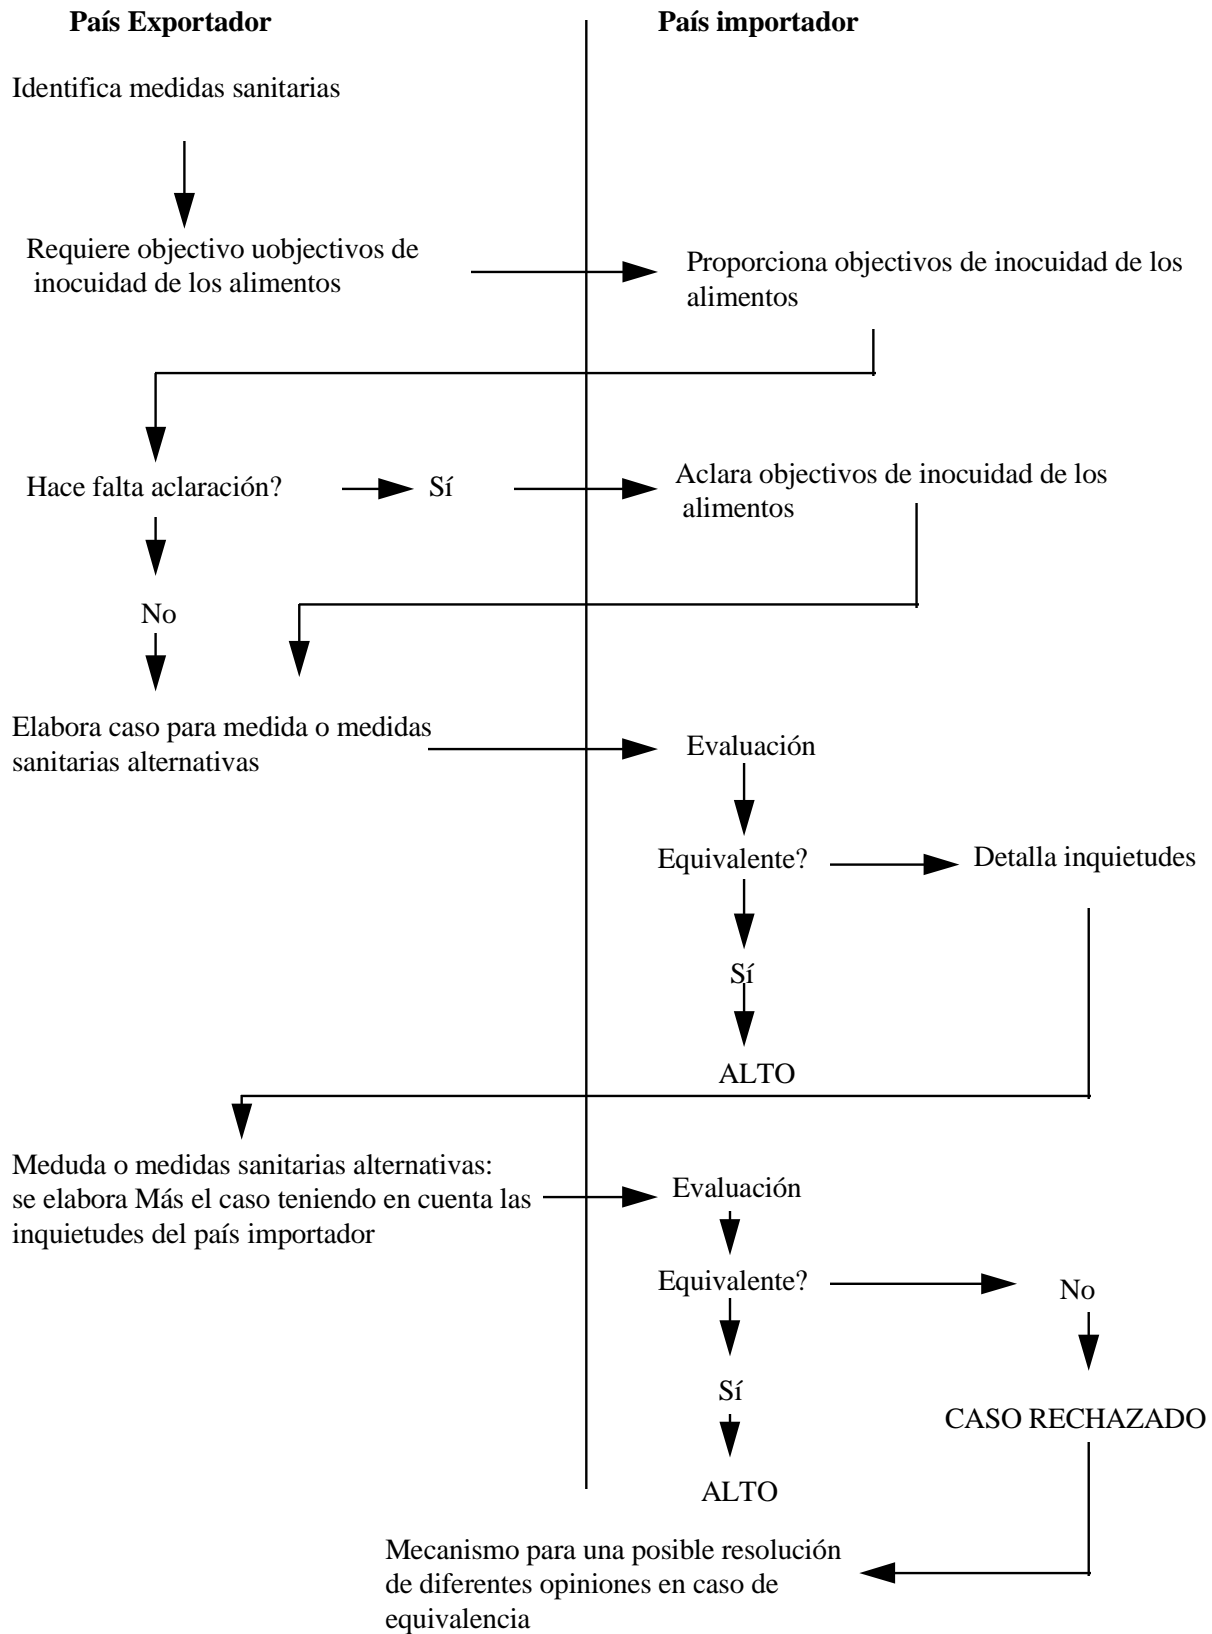 País Exportador
País importador
Identifica medidas sanitarias
Requiere objectivo uobjectivos de
inocuidad de los alimentos
Proporciona objectivos de inocuidad de los
alimentos
Hace falta aclaración?
Sí
Aclara objectivos de inocuidad de los
alimentos
No
Elabora caso para medida o medidas
sanitarias alternativas
Evaluación
Equivalente?
Detalla inquietudes
Sí
ALTO
Meduda o medidas sanitarias alternativas:
se elabora Más el caso teniendo en cuenta las
inquietudes del país importador
Evaluación
Equivalente?
No
Sí
CASO RECHAZADO
ALTO
Mecanismo para una posible resolución
de diferentes opiniones en caso de
equivalencia